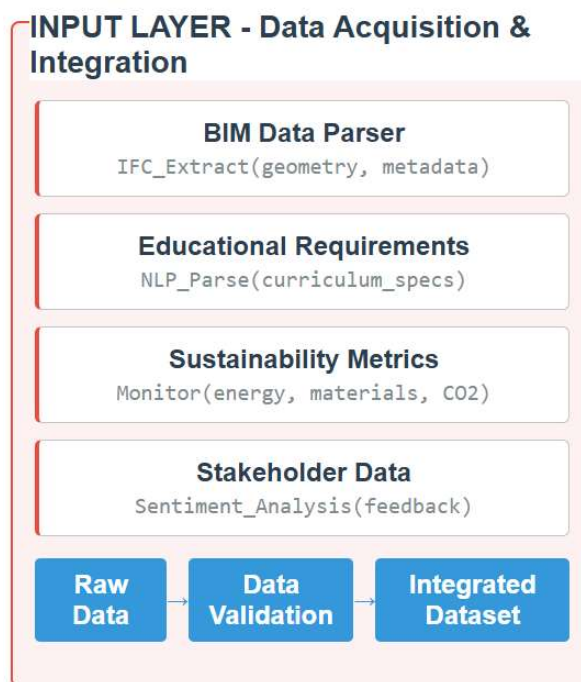 INPUT LAYER - Data Acquisition &
Integration
BIM Data Parser
IFC_Extract(geometry, metadata)
Educational Requirements
NLP_Parse(curriculum_specs)
Sustainability Metrics
Monitor(energy, materials, CO2)
Stakeholder Data
Sentiment_Analysis(feedback)
Raw
Data
→
Data
Validation
→
Integrated
Dataset